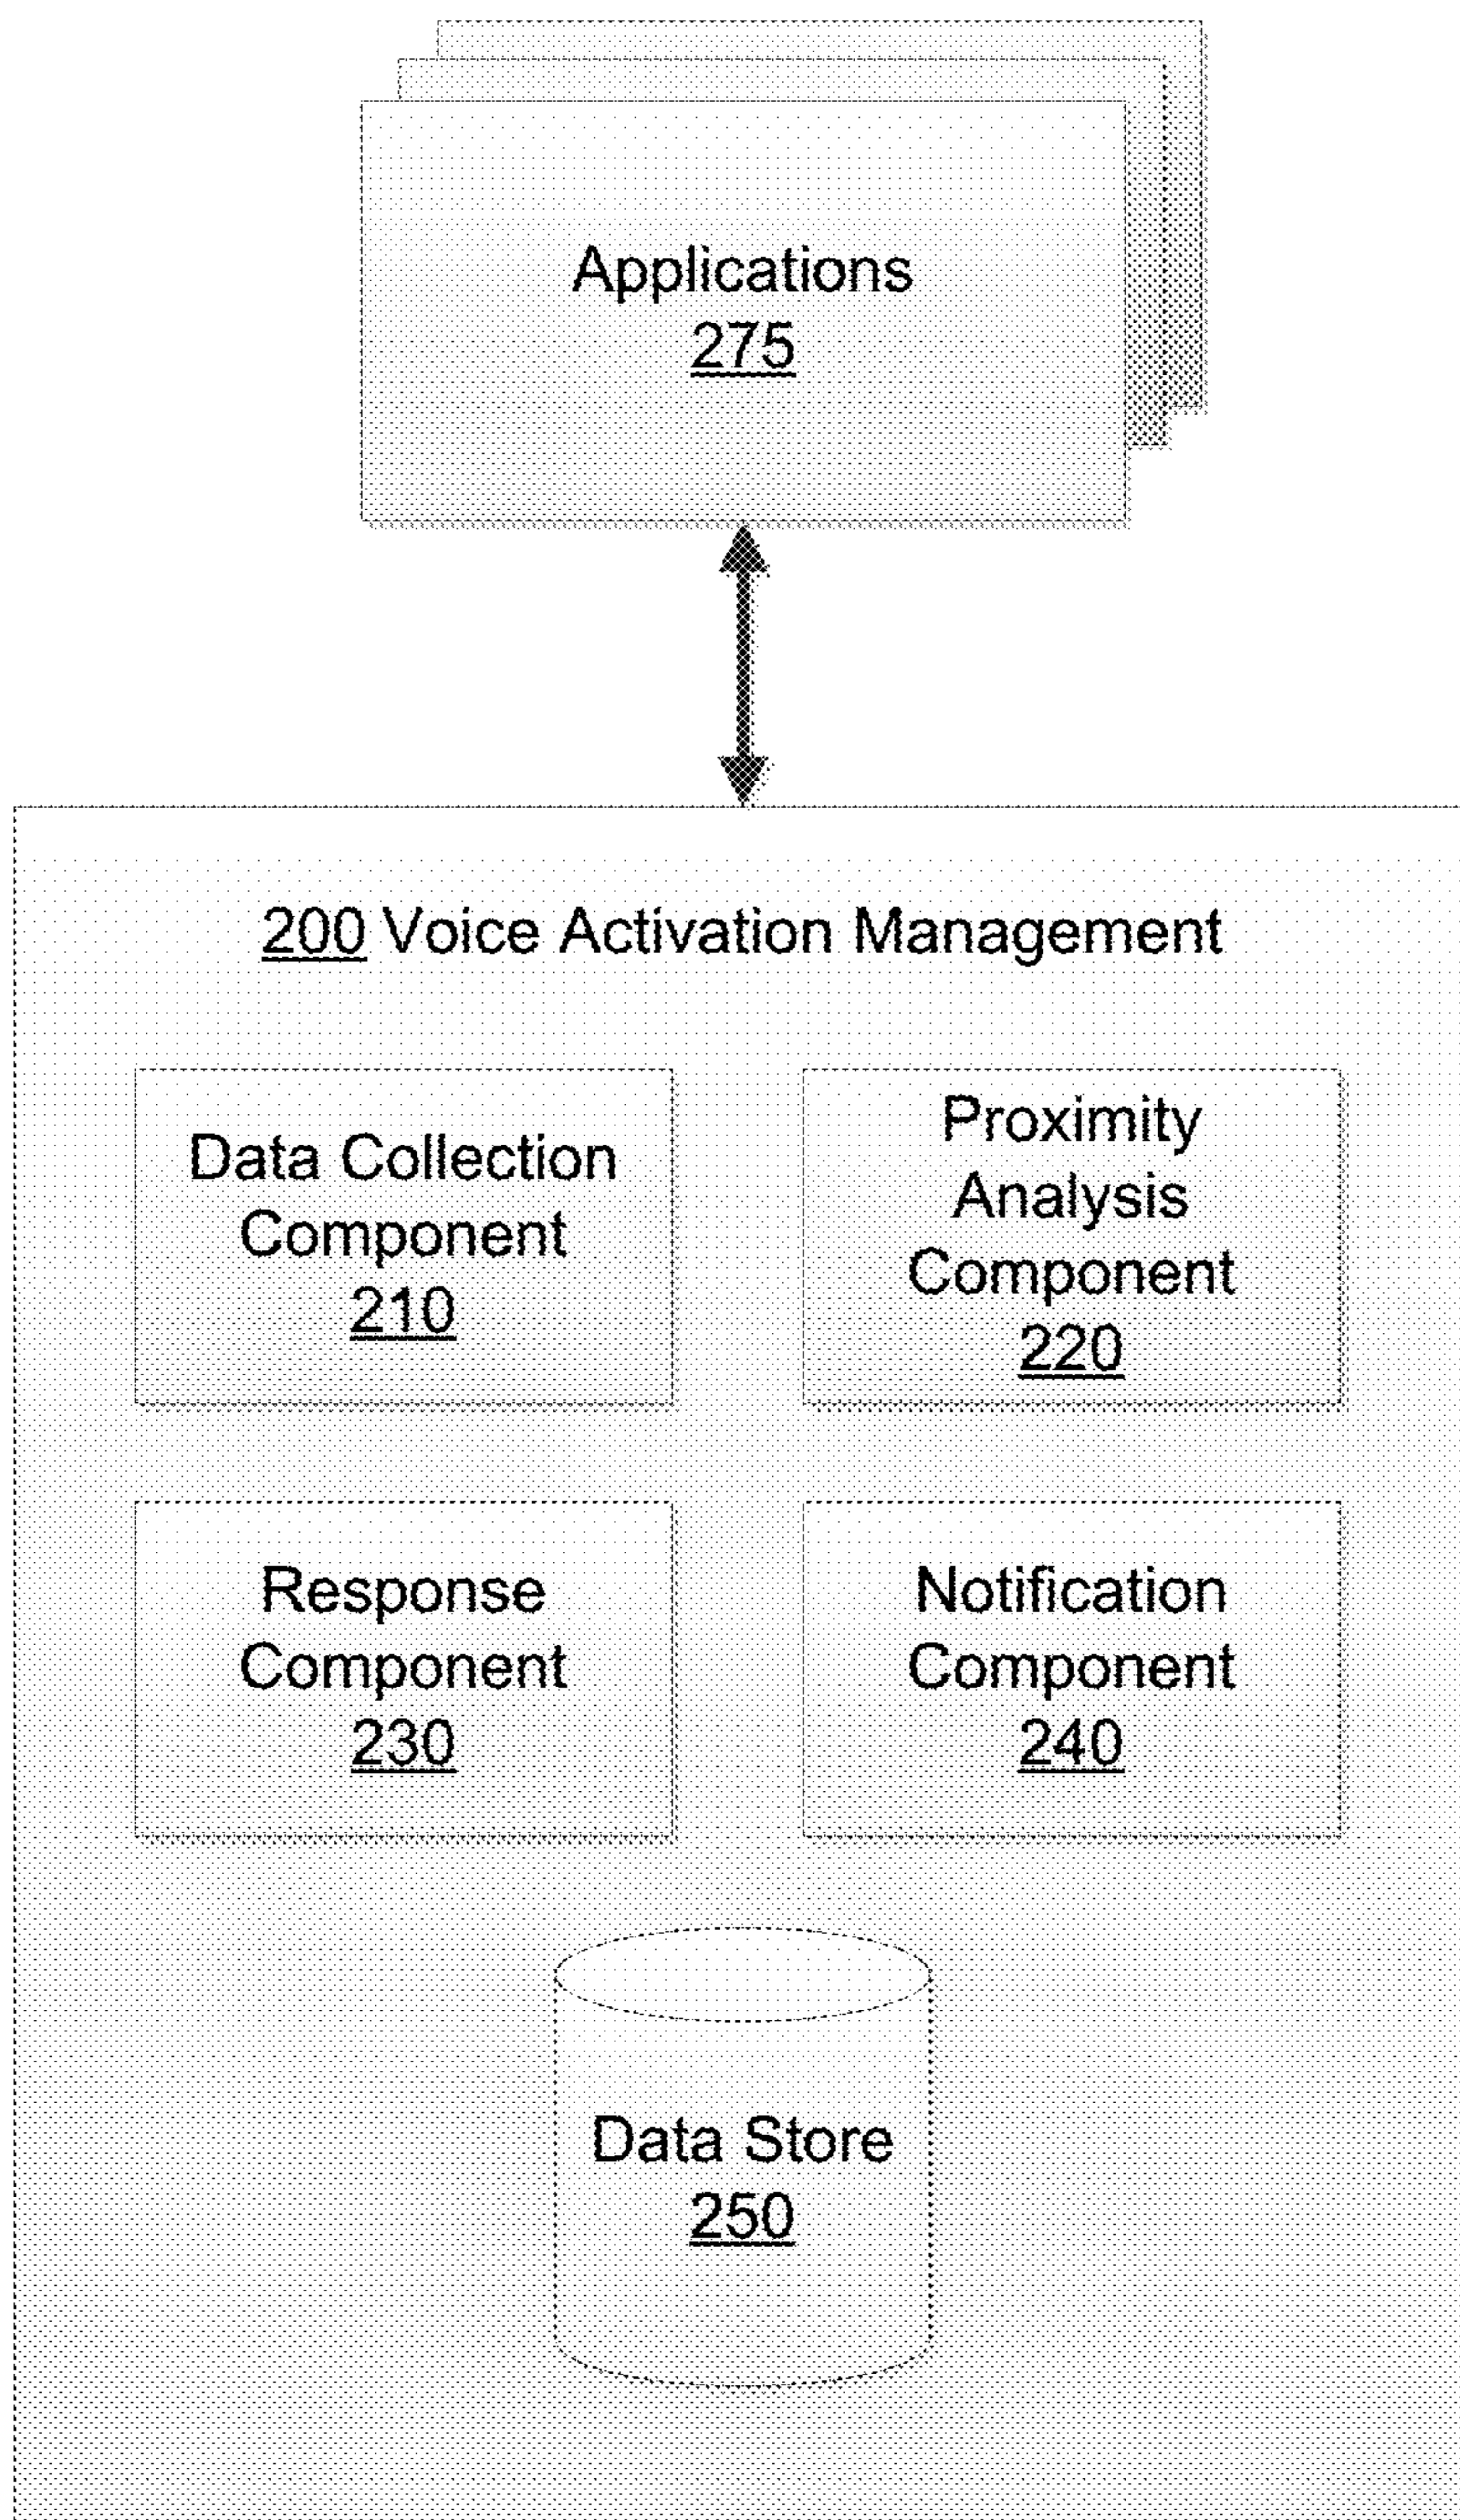 Applications
275
200 Voice Activation Management
Data Collection
Component
210
Proximity
Analysis
Component
220
Response
Component
230
Notification
Component
240
Data Store
250